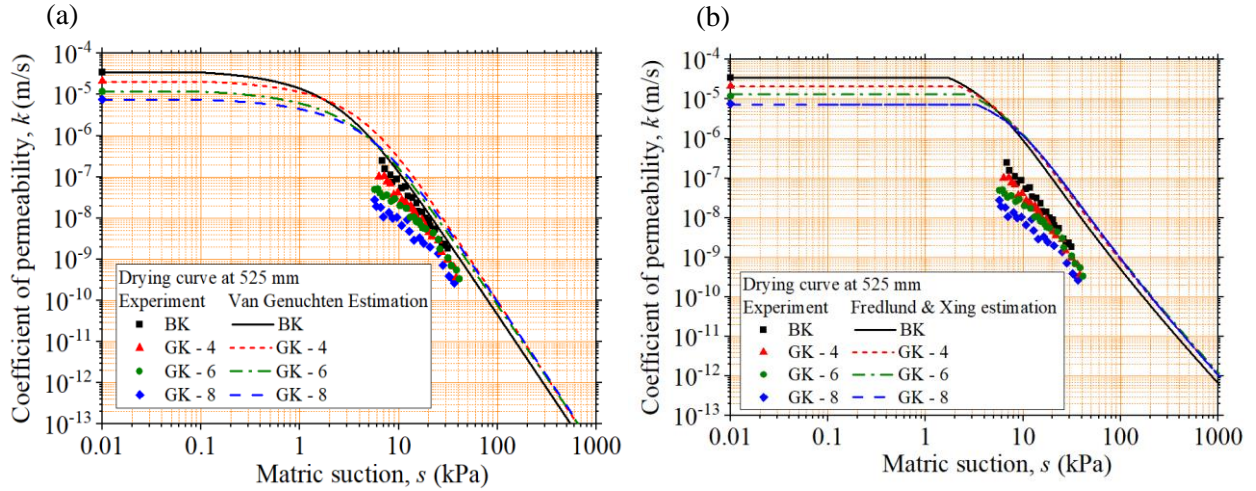 (a)
10⁻⁴
10⁻⁵
10⁻⁶
10⁻⁷
10⁻⁸
10⁻⁹
10⁻¹⁰
10⁻¹¹
10⁻¹²
10⁻¹³
Coefficient of permeability, k (m/s)
Drying curve at 525 mm
Experiment Van Genuchten Estimation
BK BK
GK - 4 GK - 4
GK - 6 GK - 6
GK - 8 GK - 8
0.01 0.1 1 10 100 1000
Matric suction, s (kPa)
(b)
10⁻⁴
10⁻⁵
10⁻⁶
10⁻⁷
10⁻⁸
10⁻⁹
10⁻¹⁰
10⁻¹¹
10⁻¹²
10⁻¹³
Coefficient of permeability, k (m/s)
Drying curve at 525 mm
Experiment Fredlund & Xing estimation
BK BK
GK - 4 GK - 4
GK - 6 GK - 6
GK - 8 GK - 8
0.01 0.1 1 10 100 1000
Matric suction, s (kPa)